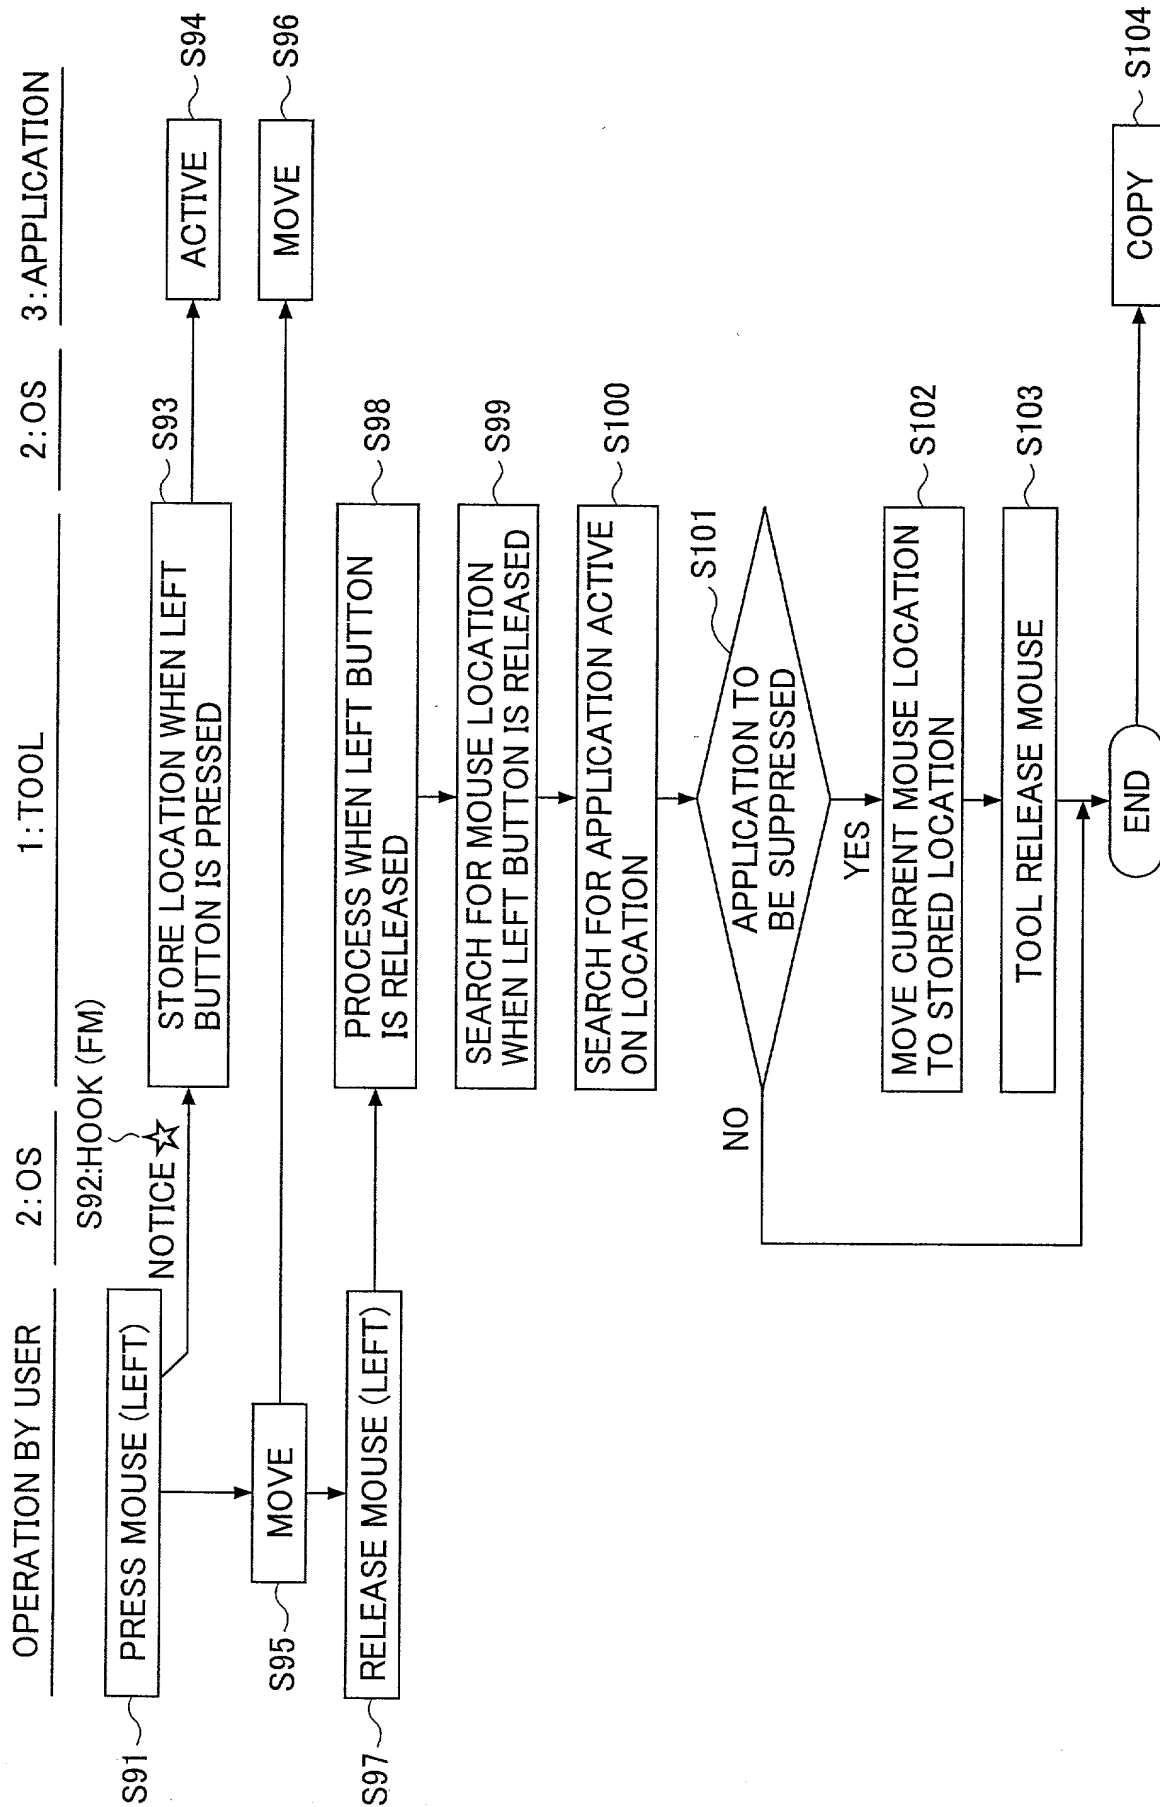 OPERATION BY USER
2:OS
1:TOOL
2:OS
3:APPLICATION
S92:HOOK (FM)
S91
PRESS MOUSE (LEFT)
NOTICE ☆
STORE LOCATION WHEN LEFT
BUTTON IS PRESSED
S93
ACTIVE
S94
S95
MOVE
MOVE
S96
S97
RELEASE MOUSE (LEFT)
PROCESS WHEN LEFT BUTTON
IS RELEASED
S98
SEARCH FOR MOUSE LOCATION
WHEN LEFT BUTTON IS RELEASED
S99
SEARCH FOR APPLICATION ACTIVE
ON LOCATION
S100
S101
APPLICATION TO
BE SUPPRESSED
NO
YES
MOVE CURRENT MOUSE LOCATION
TO STORED LOCATION
S102
TOOL RELEASE MOUSE
S103
END
COPY
S104